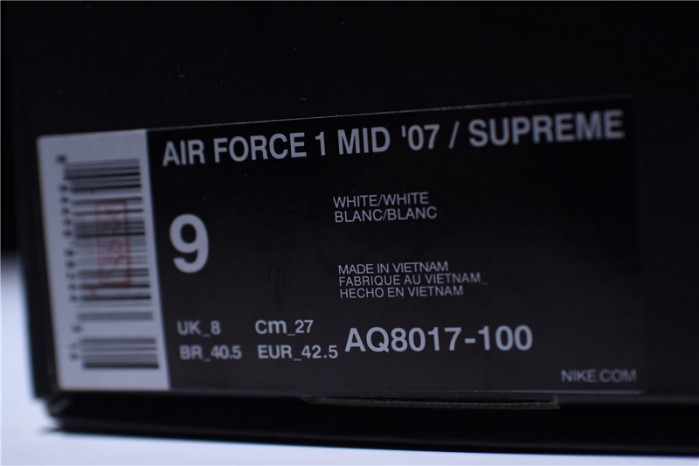 AIR FORCE 1 MID '07 / SUPREME
WHITE/WHITE
BLANC/BLANC
9
MADE IN VIETNAM
FABRIQUE AU VIETNAM
HECHO EN VIETNAM
UK_8 Cm_27
BR_40.5 EUR_42.5 AQ8017-100
NIKE.COM